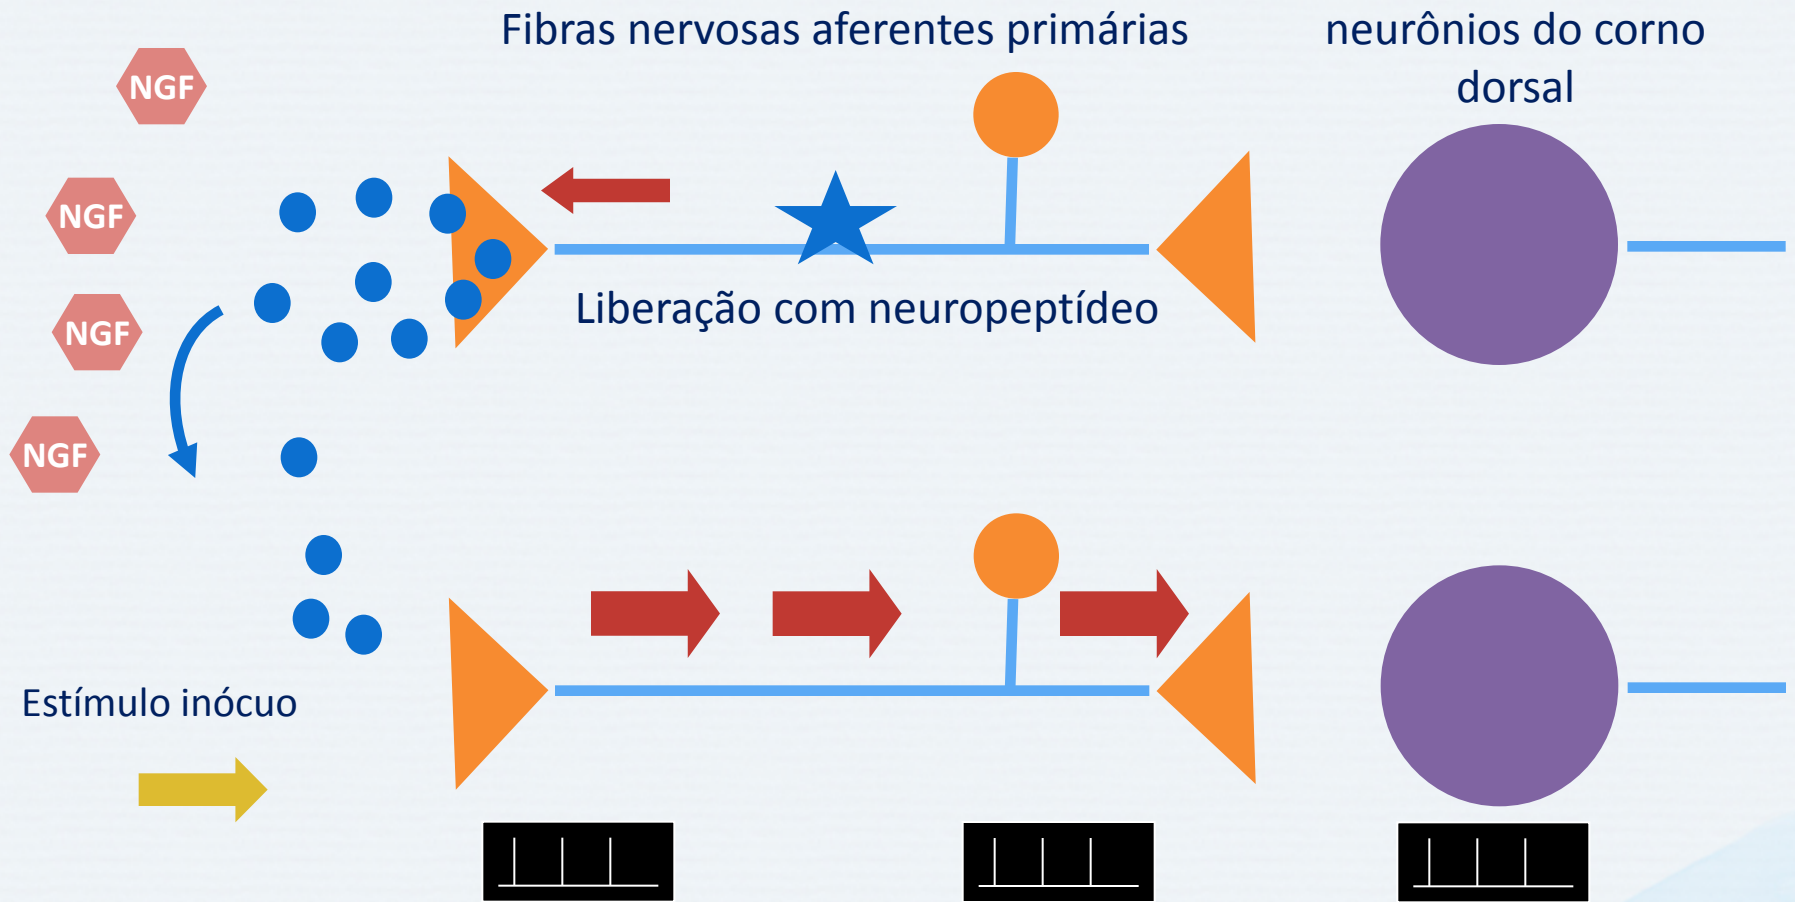 Fibras nervosas aferentes primárias
neurônios do corno
dorsal
NGF
NGF
NGF
NGF
Liberação com neuropeptídeo
Estímulo inócuo